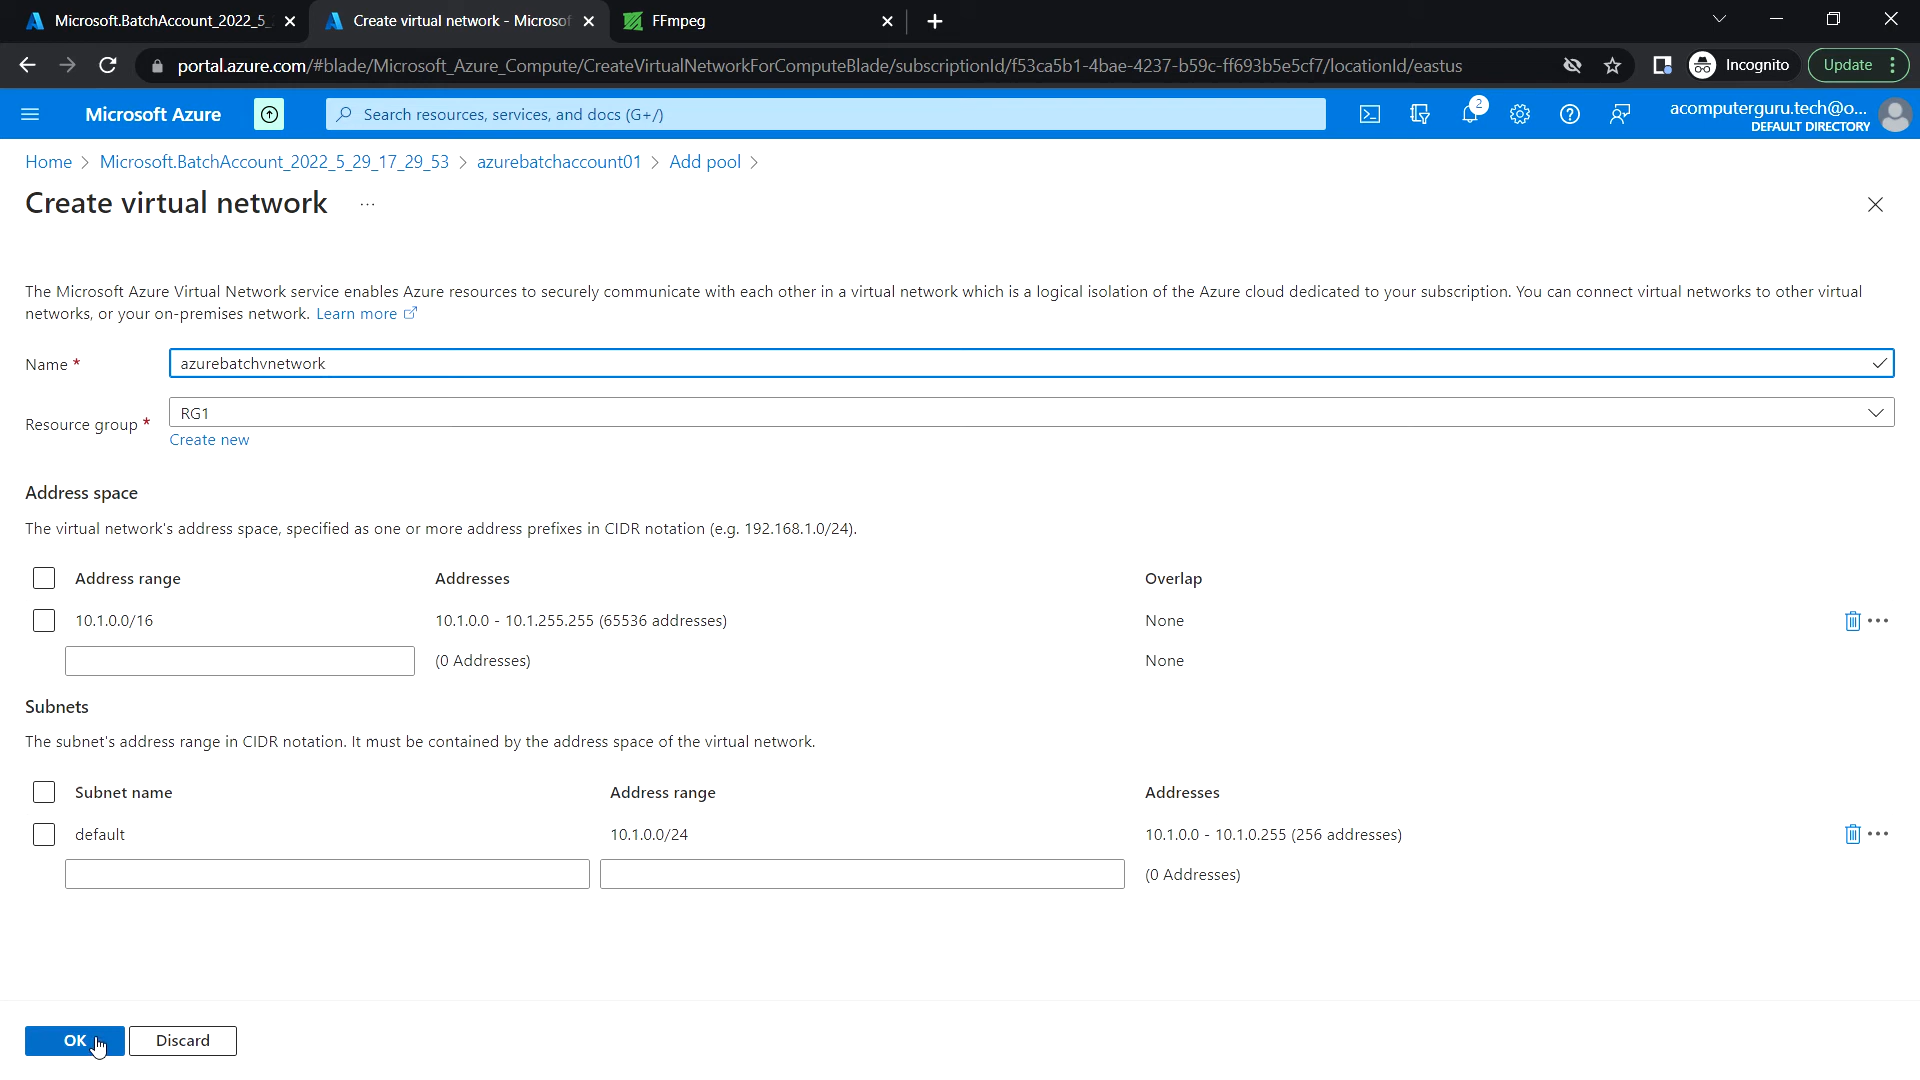 Microsoft.BatchAccount_2022_5_
Create virtual network - Microsof
FFmpeg
portal.azure.com/#blade/Microsoft_Azure_Compute/CreateVirtualNetworkForComputeBlade/subscriptionId/f53ca5b1-4bae-4237-b59c-ff693b5e5cf7/locationId/eastus
Incognito
Update
Microsoft Azure
Search resources, services, and docs (G+/)
2
acomputerguru.tech@o...
DEFAULT DIRECTORY
Home > Microsoft.BatchAccount_2022_5_29_17_29_53 > azurebatchaccount01 > Add pool >
Create virtual network ...
The Microsoft Azure Virtual Network service enables Azure resources to securely communicate with each other in a virtual network which is a logical isolation of the Azure cloud dedicated to your subscription. You can connect virtual networks to other virtual
networks, or your on-premises network. Learn more
Name * azurebatchvnetwork
Resource group * RG1
Create new
Address space
The virtual network's address space, specified as one or more address prefixes in CIDR notation (e.g. 192.168.1.0/24).
Address range Addresses Overlap
10.1.0.0/16 10.1.0.0 - 10.1.255.255 (65536 addresses) None
(0 Addresses) None
Subnets
The subnet's address range in CIDR notation. It must be contained by the address space of the virtual network.
Subnet name Address range Addresses
default 10.1.0.0/24 10.1.0.0 - 10.1.0.255 (256 addresses)
(0 Addresses)
OK Discard